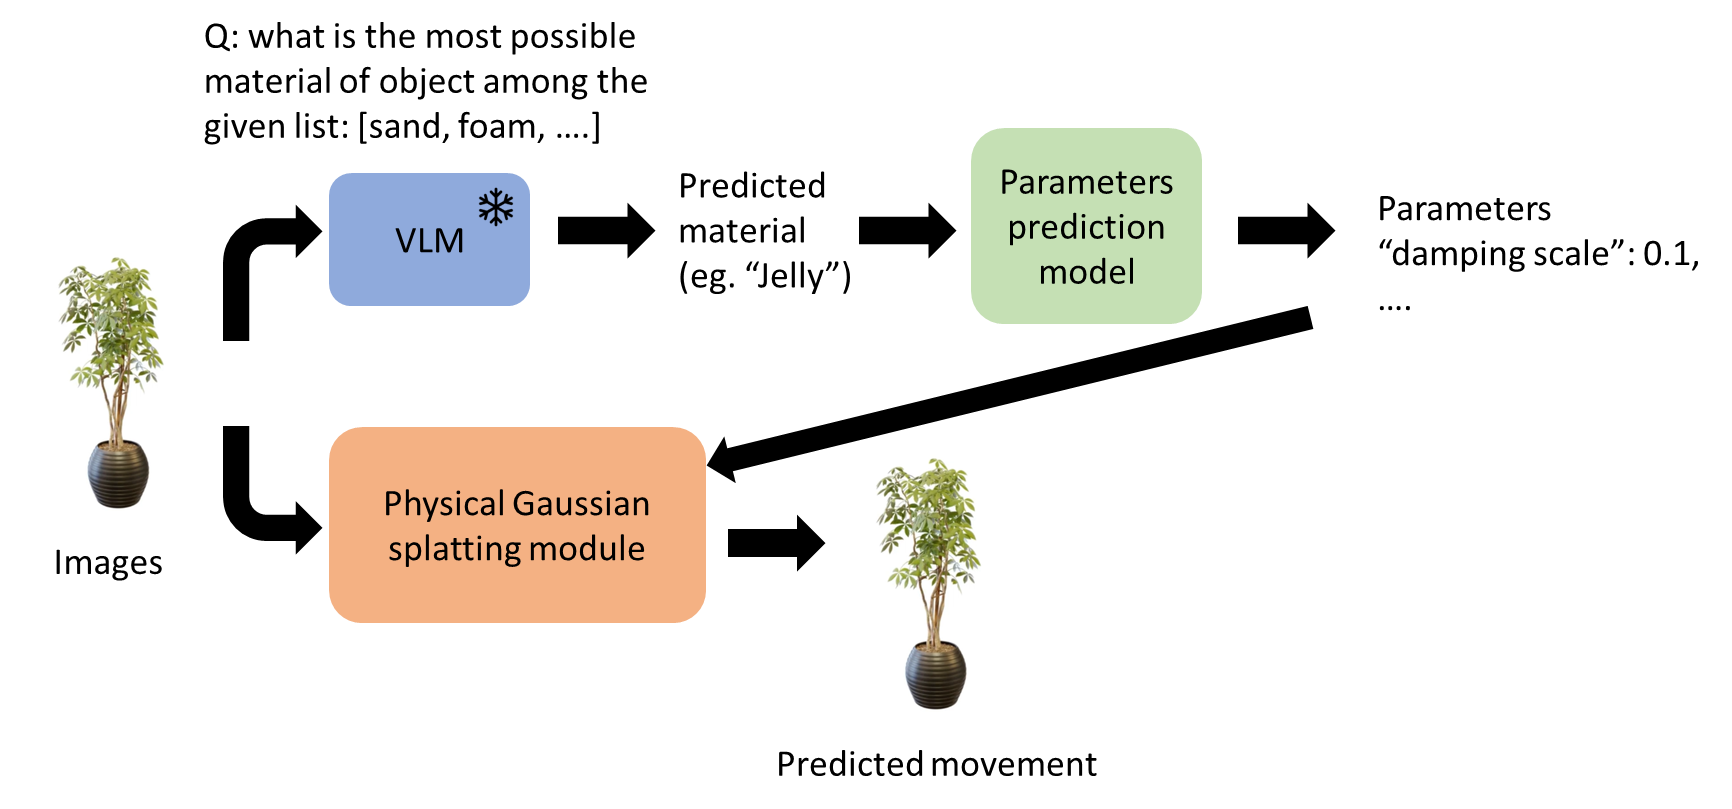 Q: what is the most possible
material of object among the
given list: [sand, foam, ....]
VLM
Predicted
material
(eg. “Jelly”)
Parameters
prediction
model
Parameters
“damping scale”: 0.1,
....
Images
Physical Gaussian
splatting module
Predicted movement